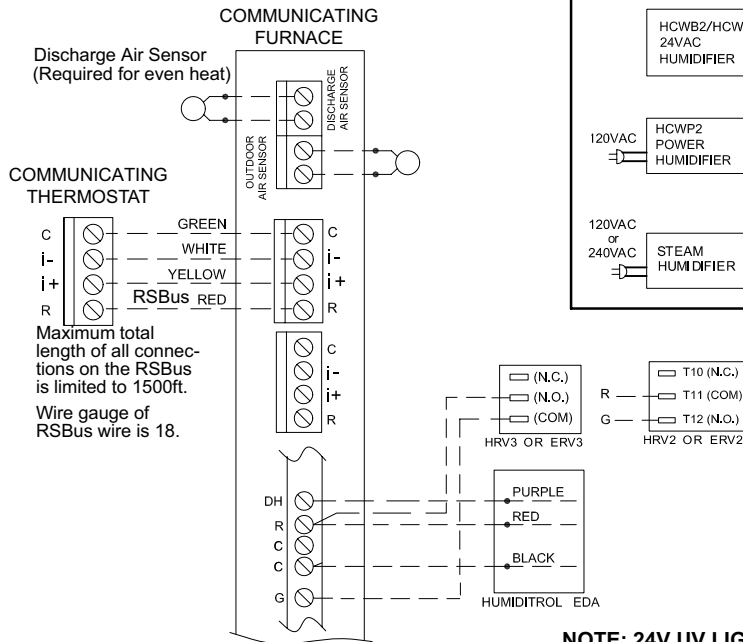 COMMUNICATING
FURNACE
Discharge Air Sensor
(Required for even heat)
DISCHARGE
AIR SENSOR
OUTDOOR
AIR SENSOR
COMMUNICATING
THERMOSTAT
C
i-
i+
R
GREEN
WHITE
YELLOW
RSBus RED
C
i-
i+
R
Maximum total
length of all connec-
tions on the RSBus
is limited to 1500ft.
Wire gauge of
RSBus wire is 18.
C
i-
i+
R
DH
R
C
C
G
HCWB2/HCW
24VAC
HUMIDIFIER
120VAC
HCWP2
POWER
HUMIDIFIER
120VAC
or
240VAC
STEAM
HUMIDIFIER
(N.C.)
(N.O.)
(COM)
HRV3 OR ERV3
R
G
T10 (N.C.)
T11 (COM)
T12 (N.O.)
HRV2 OR ERV2
PURPLE
RED
BLACK
HUMIDITROL EDA
NOTE: 24V UV LIG